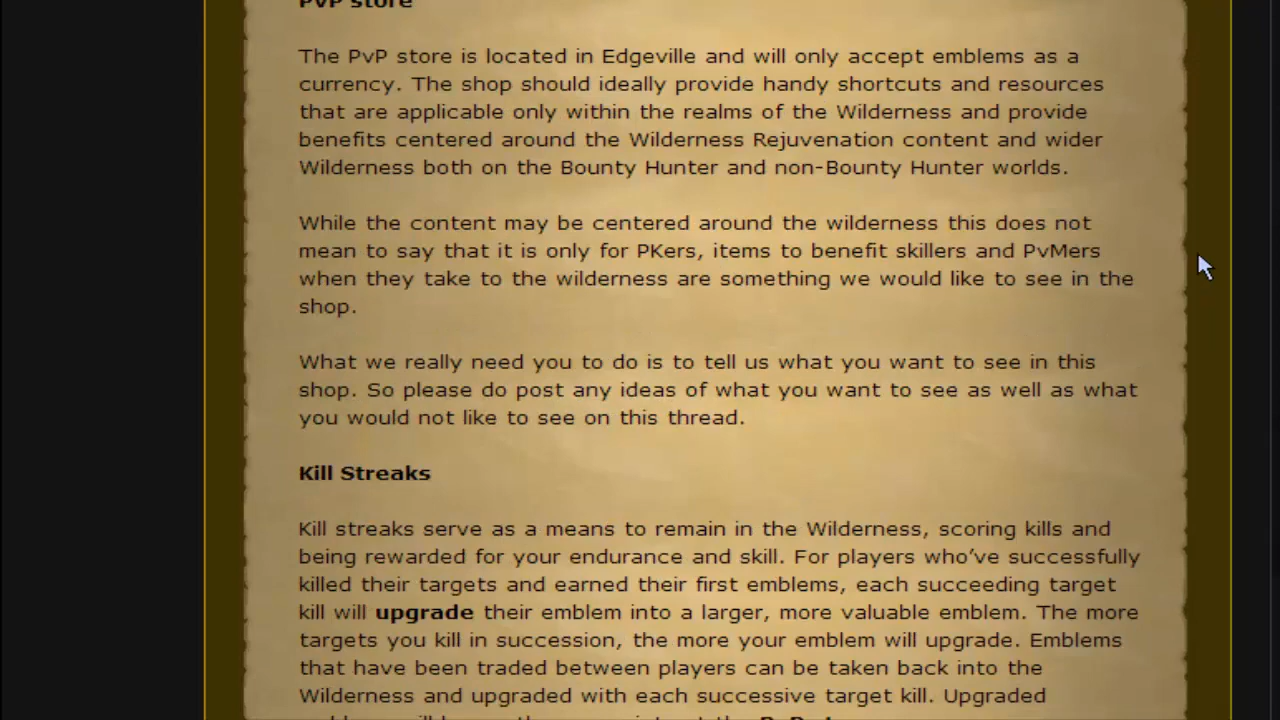 PvP store
The PvP store is located in Edgeville and will only accept emblems as a
currency. The shop should ideally provide handy shortcuts and resources
that are applicable only within the realms of the Wilderness and provide
benefits centered around the Wilderness Rejuvenation content and wider
Wilderness both on the Bounty Hunter and non-Bounty Hunter worlds.
While the content may be centered around the wilderness this does not
mean to say that it is only for PKers, items to benefit skillers and PvMers
when they take to the wilderness are something we would like to see in the
shop.
What we really need you to do is to tell us what you want to see in this
shop. So please do post any ideas of what you want to see as well as what
you would not like to see on this thread.
Kill Streaks
Kill streaks serve as a means to remain in the Wilderness, scoring kills and
being rewarded for your endurance and skill. For players who’ve successfully
killed their targets and earned their first emblems, each succeeding target
kill will upgrade their emblem into a larger, more valuable emblem. The more
targets you kill in succession, the more your emblem will upgrade. Emblems
that have been traded between players can be taken back into the
Wilderness and upgraded with each successive target kill. Upgraded